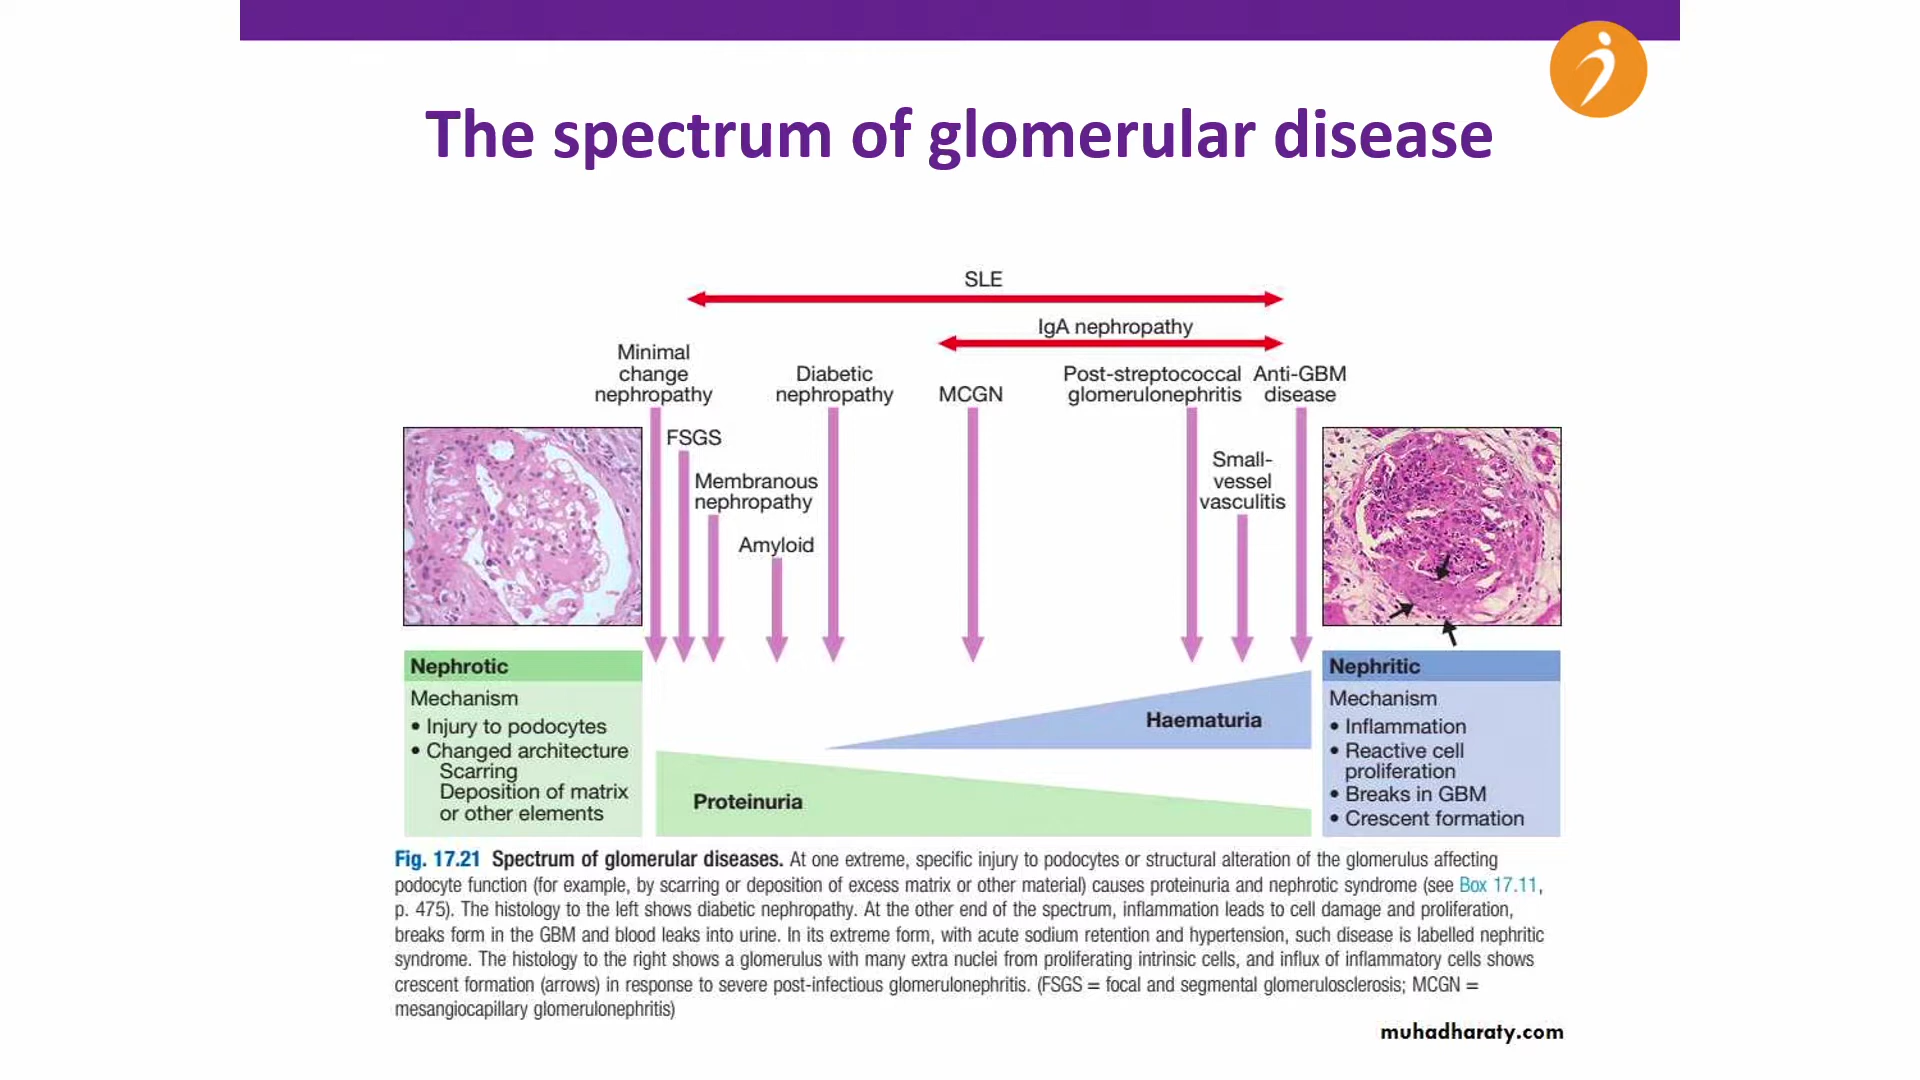 The spectrum of glomerular disease
SLE
IgA nephropathy
Minimal
change
nephropathy
Diabetic
nephropathy
MCGN
Post-streptococcal
glomerulonephritis
Anti-GBM
disease
FSGS
Membranous
nephropathy
Amyloid
Small-
vessel
vasculitis
Nephrotic
Mechanism
• Injury to podocytes
• Changed architecture
Scarring
Deposition of matrix
or other elements
Haematuria
Proteinuria
Nephritic
Mechanism
• Inflammation
• Reactive cell
proliferation
• Breaks in GBM
• Crescent formation
Fig. 17.21 Spectrum of glomerular diseases. At one extreme, specific injury to podocytes or structural alteration of the glomerulus affecting
podocyte function (for example, by scarring or deposition of excess matrix or other material) causes proteinuria and nephrotic syndrome (see Box 17.11,
p. 475). The histology to the left shows diabetic nephropathy. At the other end of the spectrum, inflammation leads to cell damage and proliferation,
breaks form in the GBM and blood leaks into urine. In its extreme form, with acute sodium retention and hypertension, such disease is labelled nephritic
syndrome. The histology to the right shows a glomerulus with many extra nuclei from proliferating intrinsic cells, and influx of inflammatory cells shows
crescent formation (arrows) in response to severe post-infectious glomerulonephritis. (FSGS = focal and segmental glomerulosclerosis; MCGN =
mesangiocapillary glomerulonephritis)
muhadharaty.com